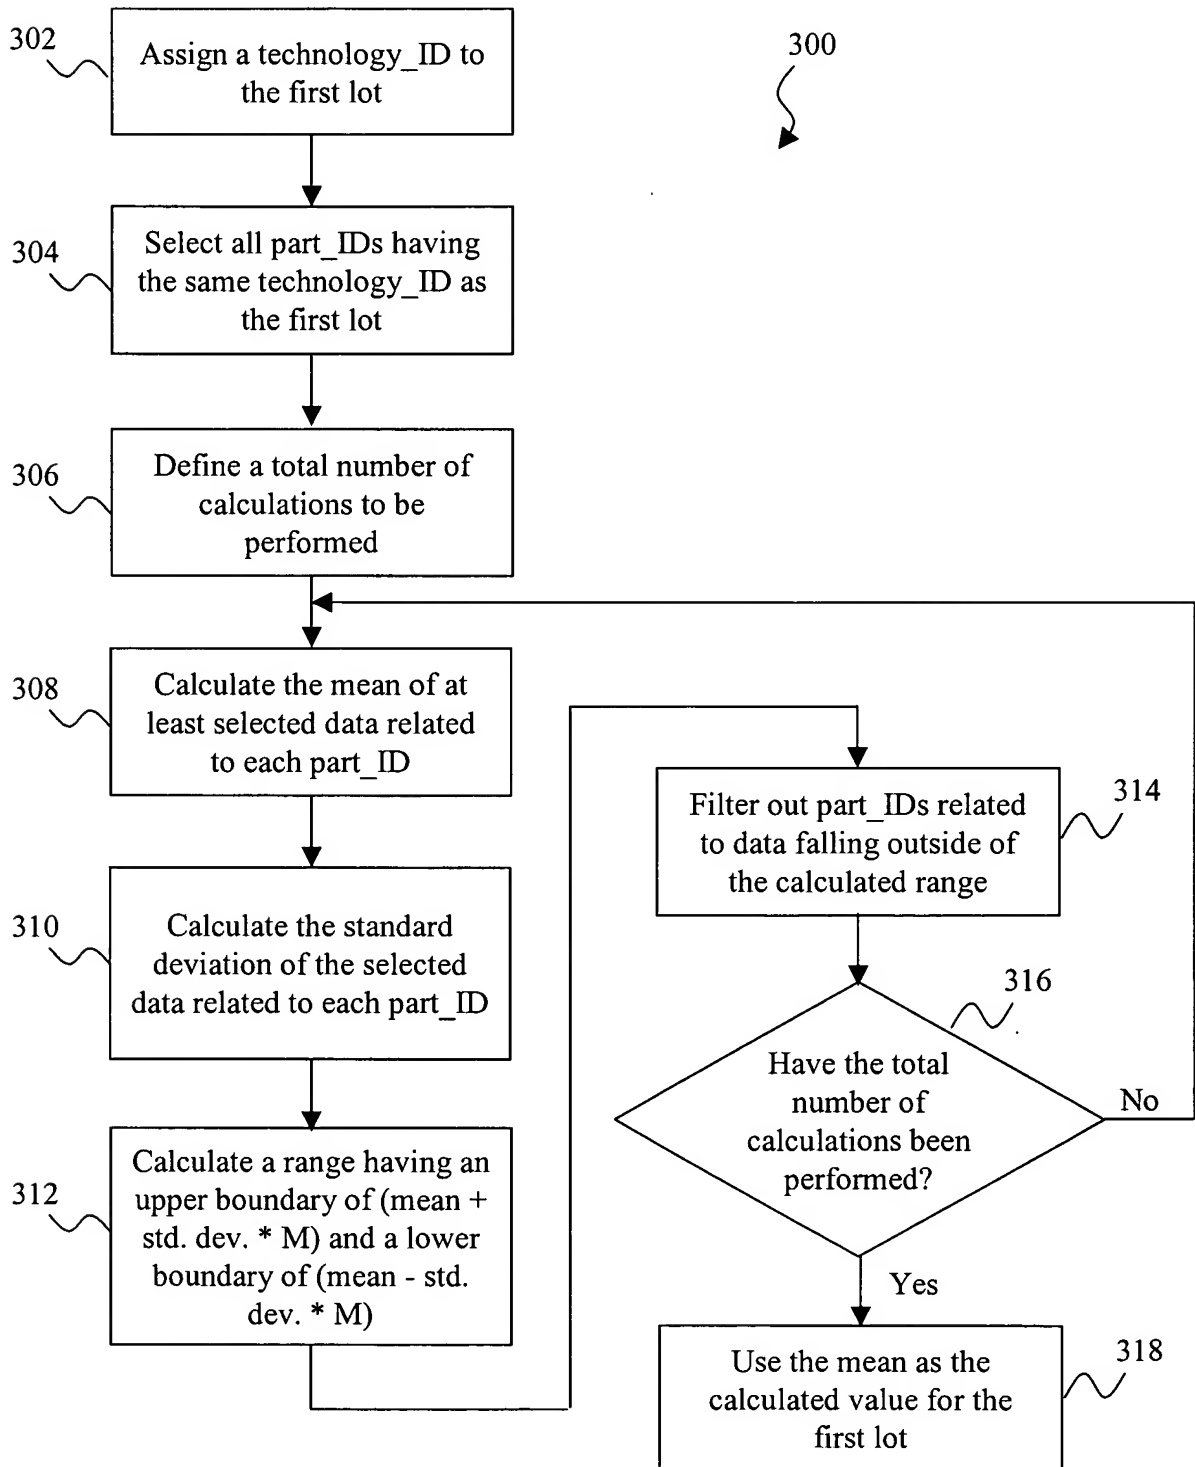 302
Assign a technology_ID to
the first lot
300
304
Select all part_IDs having
the same technology_ID as
the first lot
306
Define a total number of
calculations to be
performed
308
Calculate the mean of at
least selected data related
to each part_ID
310
Calculate the standard
deviation of the selected
data related to each part_ID
312
Calculate a range having an
upper boundary of (mean +
std. dev. * M) and a lower
boundary of (mean - std.
dev. * M)
314
Filter out part_IDs related
to data falling outside of
the calculated range
316
Have the total
number of
calculations been
performed?
No
Yes
318
Use the mean as the
calculated value for the
first lot